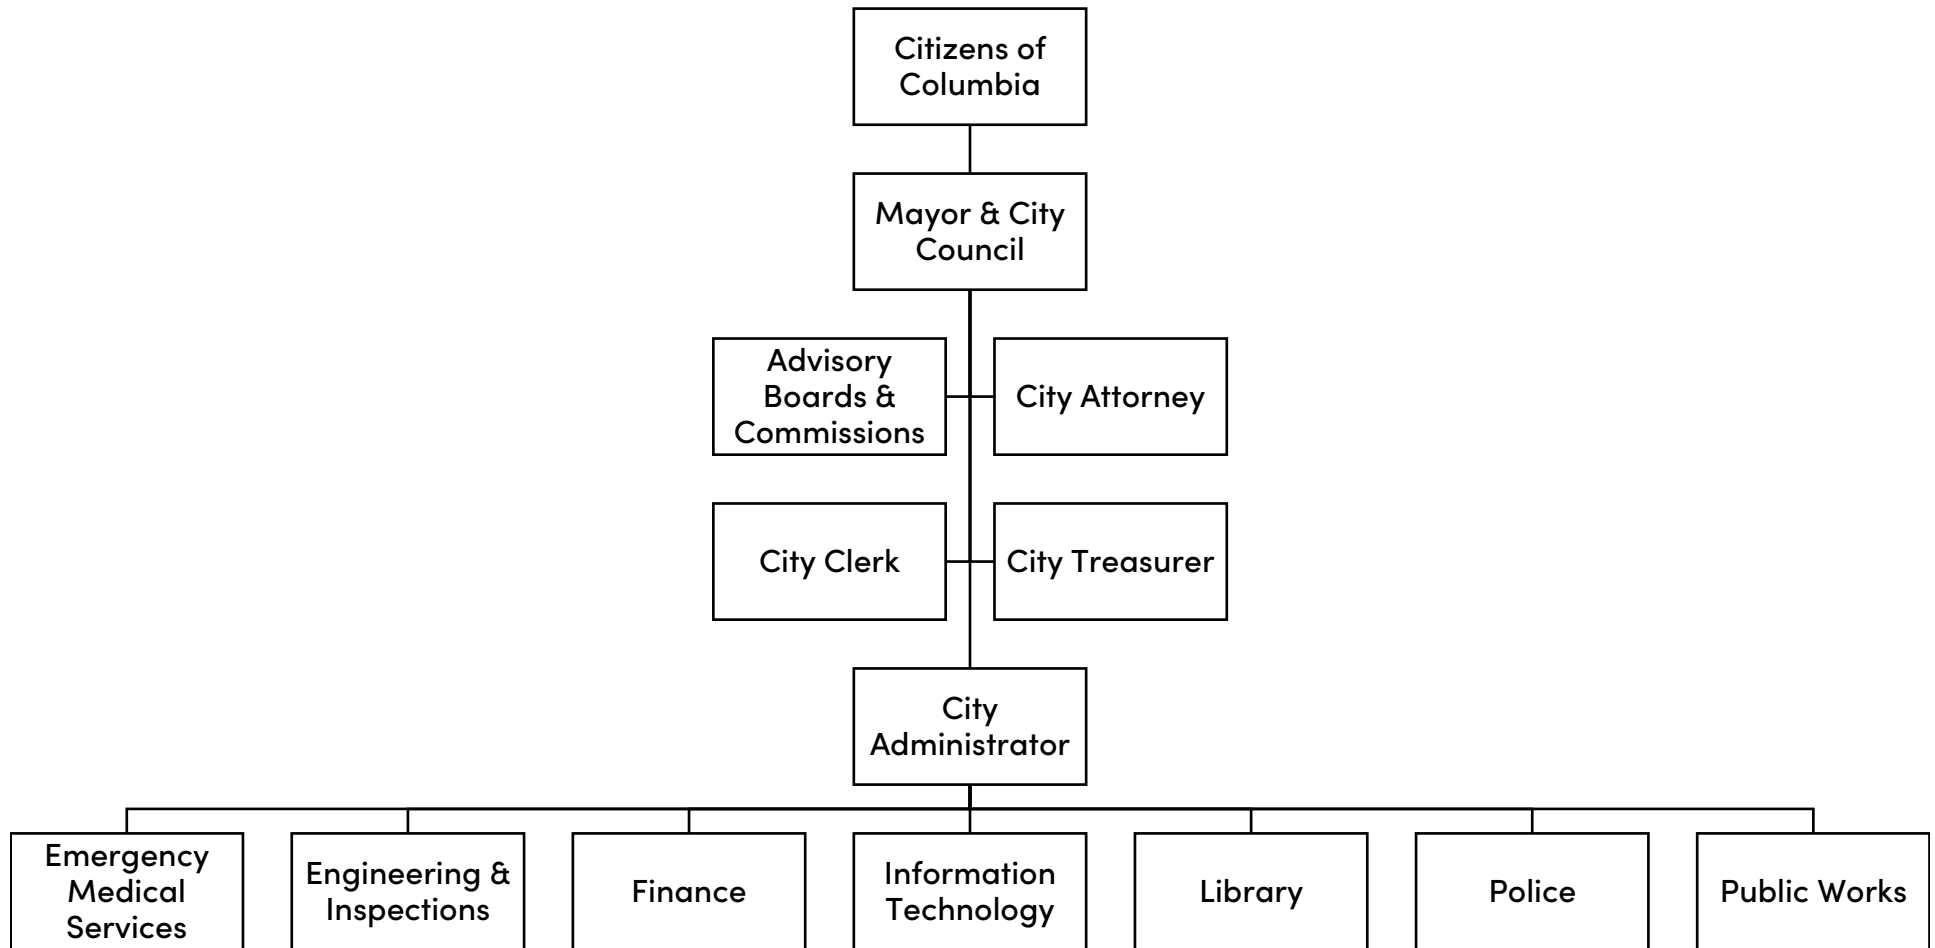 Citizens of
Columbia
Mayor & City
Council
Advisory
Boards &
Commissions
City Attorney
City Clerk
City Treasurer
City
Administrator
Emergency
Medical
Services
Engineering &
Inspections
Finance
Information
Technology
Library
Police
Public Works